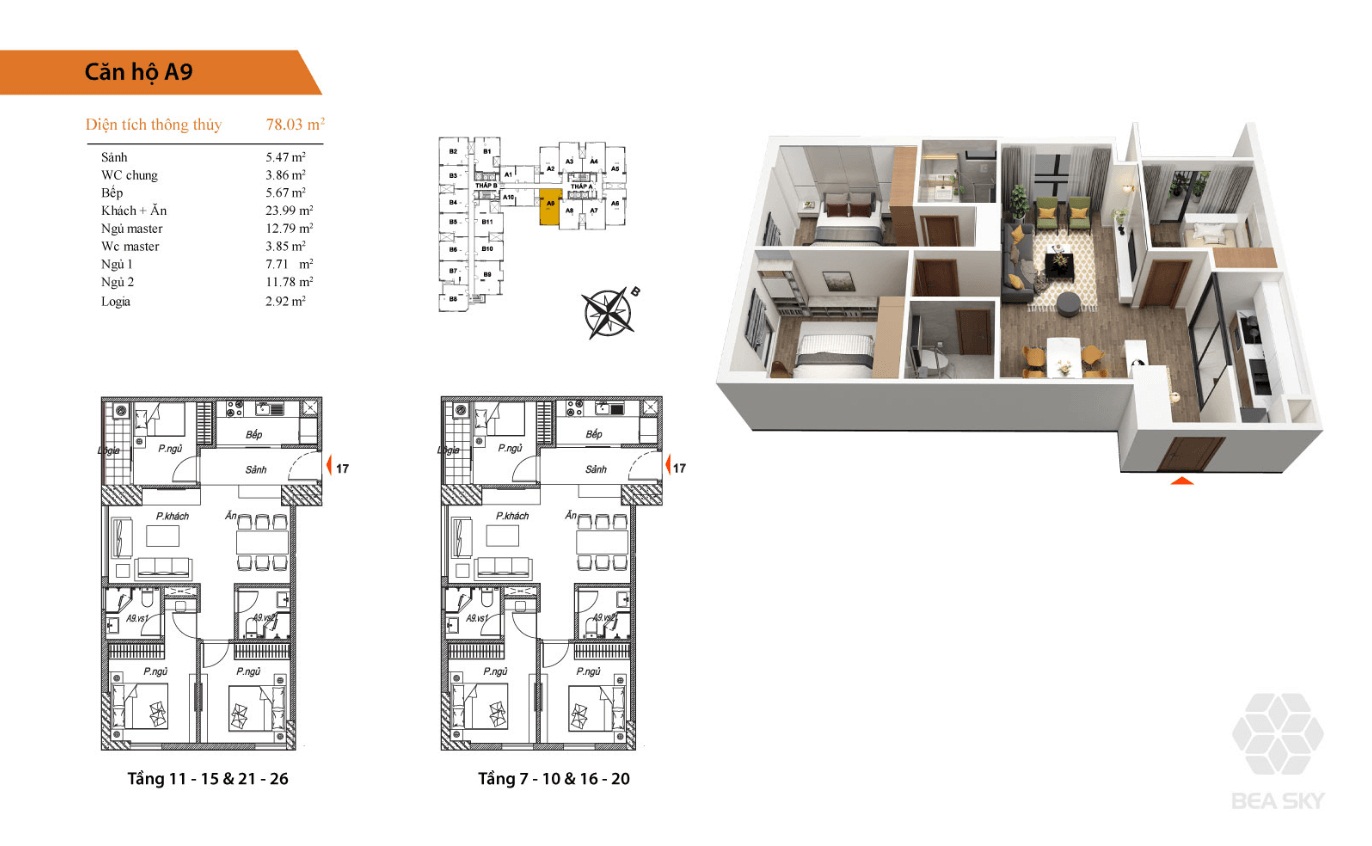 Căn hộ A9
Diện tích thông thủy 78.03 m²
Sảnh 5.47 m²
WC chung 3.86 m²
Bếp 5.67 m²
Khách + Ăn 23.99 m²
Ngủ master 12.79 m²
Wc master 3.85 m²
Ngủ 1 7.71 m²
Ngủ 2 11.78 m²
Logia 2.92 m²
B2 B1
B3
THÁP B
B4
B5 B11
B6 B10
B7 B9
B8
A1
A10
A2 A3 A4 A5
THÁP A
A9 A8 A7 A6
B
Bếp
Lôgia P.ngủ
Sảnh
17
P.khách Ăn
A9.vs1 A9.vs2
P.ngủ P.ngủ
Tầng 11 - 15 & 21 - 26
Bếp
Lôgia P.ngủ
Sảnh
17
P.khách Ăn
A9.vs1 A9.vs2
P.ngủ P.ngủ
Tầng 7 - 10 & 16 - 20
BEA SKY